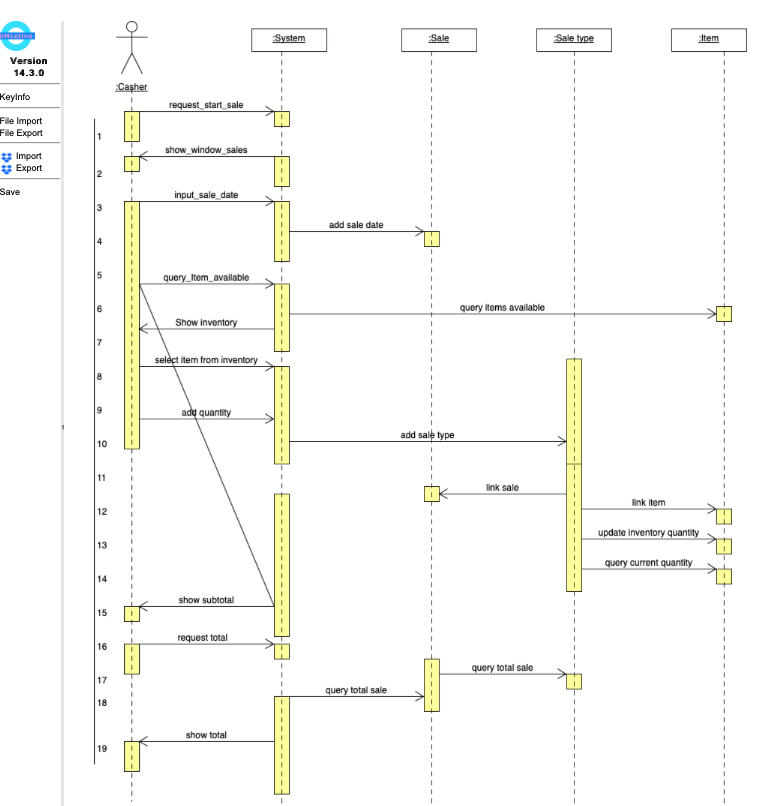 UMLetino
Version
14.3.0
KeyInfo
File Import
File Export
Import
Export
Save
:Casher
:System
:Sale
:Sale type
:Item
request_start_sale
1
show_window_sales
2
input_sale_date
3
add sale date
4
5
query_Item_available
query items available
6
Show inventory
7
select item from inventory
8
9
add quantity
add sale type
10
11
link sale
link item
12
update inventory quantity
13
query current quantity
14
show subtotal
15
request total
16
query total sale
17
query total sale
18
show total
19